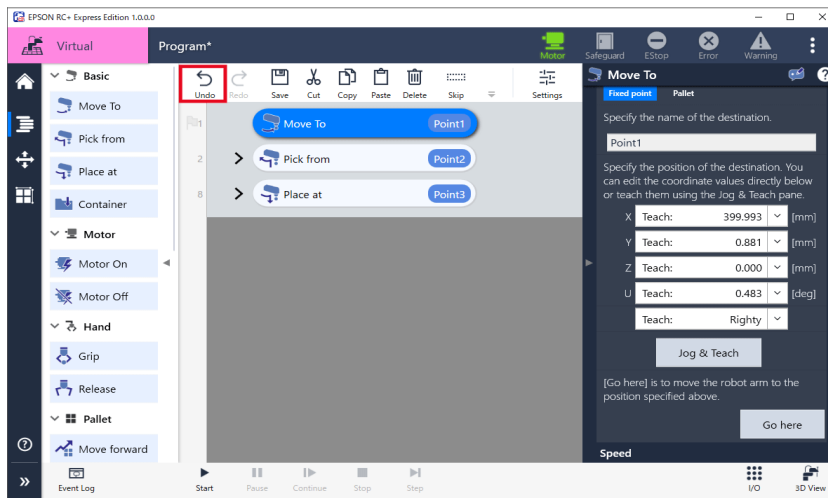 EPSON RC+ Express Edition 1.0.0.0
Virtual
Program*
Motor
Safeguard
EStop
Error
Warning
Basic
Move To
Pick from
Place at
Container
Motor
Motor On
Motor Off
Hand
Grip
Release
Pallet
Move forward
Undo
Redo
Save
Cut
Copy
Paste
Delete
Skip
Settings
1
Move To
Point1
2
Pick from
Point2
8
Place at
Point3
Move To
Fixed point
Pallet
Specify the name of the destination.
Point1
Specify the position of the destination. You
can edit the coordinate values directly below
or teach them using the Jog & Teach
pane.
X Teach: 399.993 [mm]
Y Teach: 0.881 [mm]
Z Teach: 0.000 [mm]
U Teach: 0.483 [deg]
Teach: Righty
Jog & Teach
[Go here] is to move the robot arm to the
position specified above.
Go here
Speed
Event Log
Start
Pause
Continue
Stop
Step
I/O
3D View